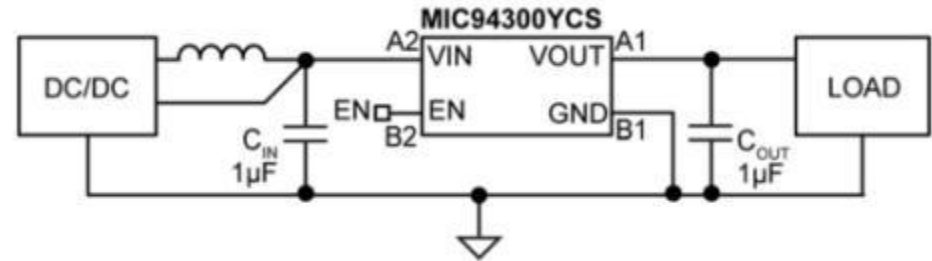 MIC94300YCS
DC/DC
A2
VIN
VOUT
A1
LOAD
EN
EN
GND
B2
B1
CIN
1µF
COUT
1µF